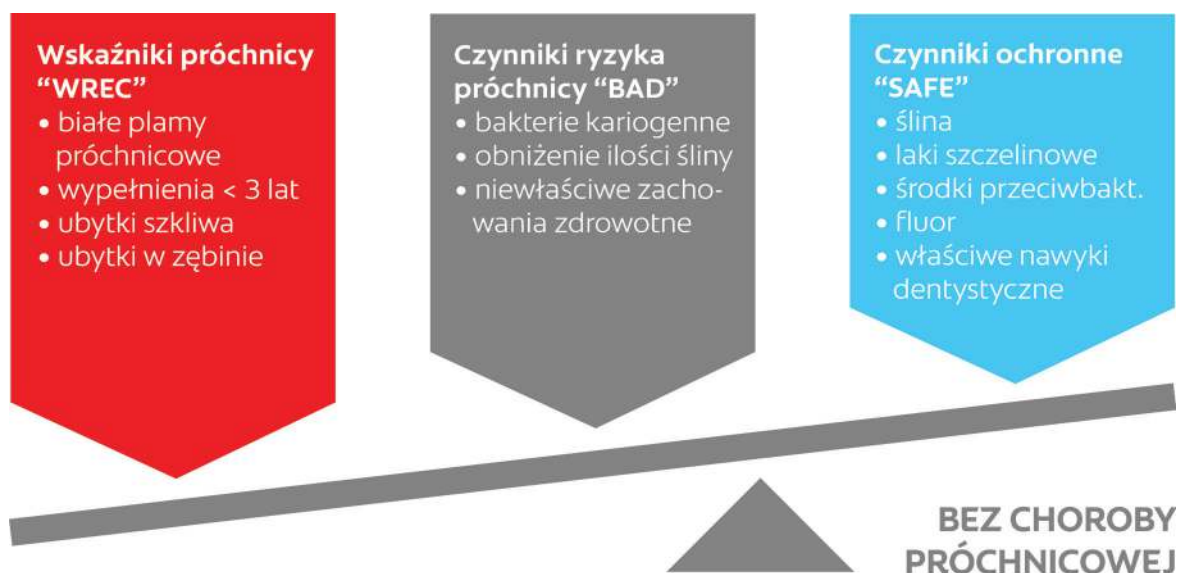 Wskaźniki próchnicy
“WREC”
• białe plamy
próchnicowe
• wypełnienia < 3 lat
• ubytki szkliwa
• ubytki w zębinie
Czynniki ryzyka
próchnicy “BAD”
• bakterie kariogenne
• obniżenie ilości śliny
• niewłaściwe zacho-
wania zdrowotne
Czynniki ochronne
“SAFE”
• ślina
• laki szczelinowe
• środki przeciwbakt.
• fluor
• właściwe nawyki
dentystyczne
BEZ CHOROBY
PRÓCHNICOWEJ